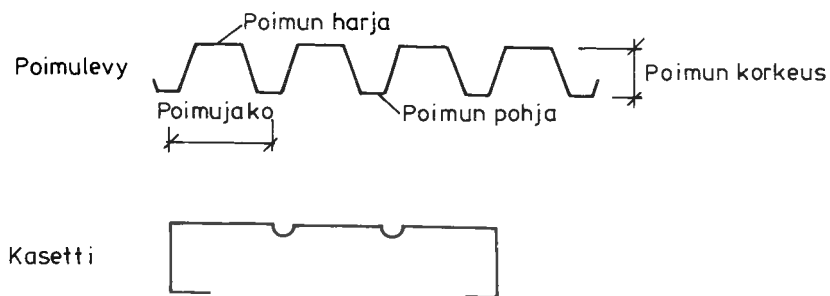 Poimun harja
Poimulevy
Poimun korkeus
Poimujako
Poimun pohja
Kasetti